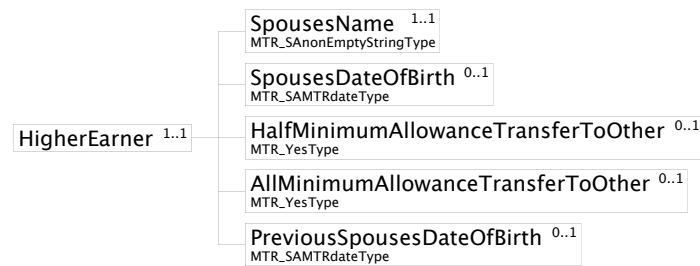 SpousesName 1..1
MTR_SAnonEmptyStringType
SpousesDateOfBirth 0..1
MTR_SAMTRdateType
HigherEarner 1..1
HalfMinimumAllowanceTransferToOther 0..1
MTR_YesType
AllMinimumAllowanceTransferToOther 0..1
MTR_YesType
PreviousSpousesDateOfBirth 0..1
MTR_SAMTRdateType